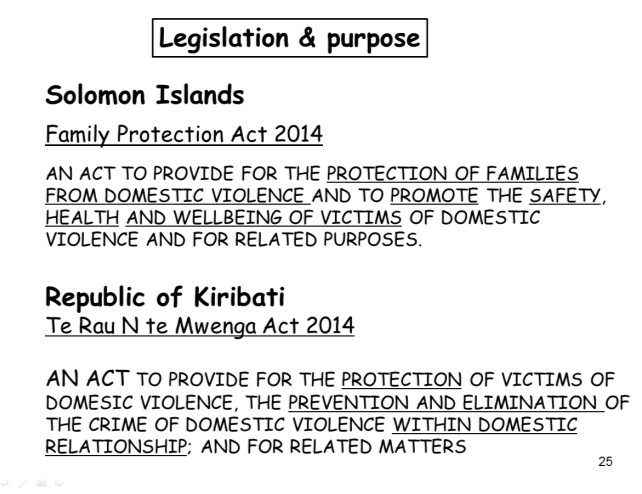 Legislation & purpose
Solomon Islands
Family Protection Act 2014
AN ACT TO PROVIDE FOR THE PROTECTION OF FAMILIES
FROM DOMESTIC VIOLENCE AND TO PROMOTE THE SAFETY,
HEALTH AND WELLBEING OF VICTIMS OF DOMESTIC
VIOLENCE AND FOR RELATED PURPOSES.
Republic of Kiribati
Te Rau N te Mwenga Act 2014
AN ACT TO PROVIDE FOR THE PROTECTION OF VICTIMS OF
DOMESIC VIOLENCE, THE PREVENTION AND ELIMINATION OF
THE CRIME OF DOMESTIC VIOLENCE WITHIN DOMESTIC
RELATIONSHIP; AND FOR RELATED MATTERS
25